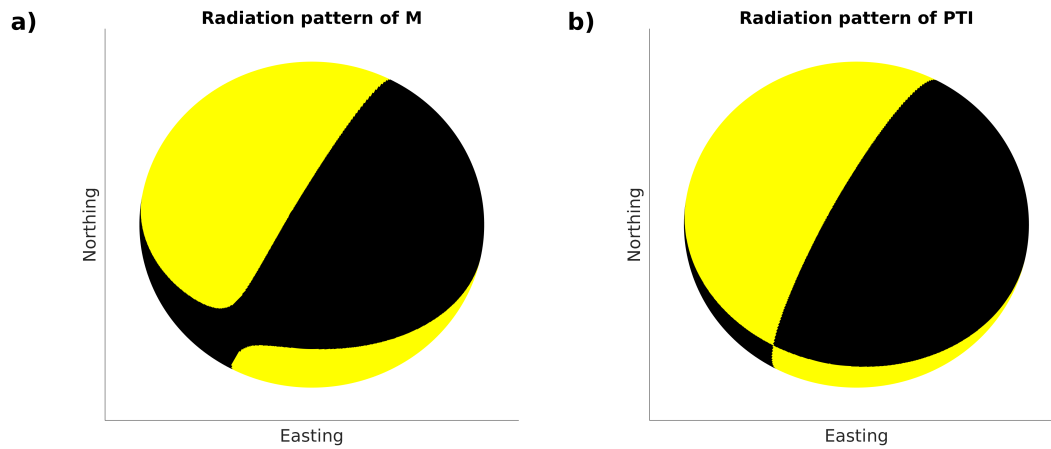 a)
Radiation pattern of M
Northing
Easting
b)
Radiation pattern of PTI
Northing
Easting